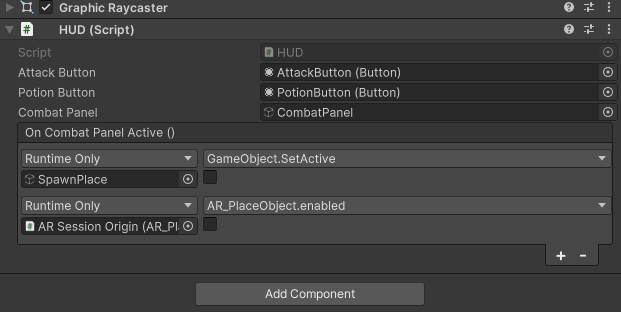 Graphic Raycaster
# HUD (Script)
Script # HUD
Attack Button AttackButton (Button)
Potion Button PotionButton (Button)
Combat Panel CombatPanel
On Combat Panel Active ()
Runtime Only GameObject.SetActive
SpawnPlace
Runtime Only AR_PlaceObject.enabled
# AR Session Origin (AR_Pl
+ -
Add Component